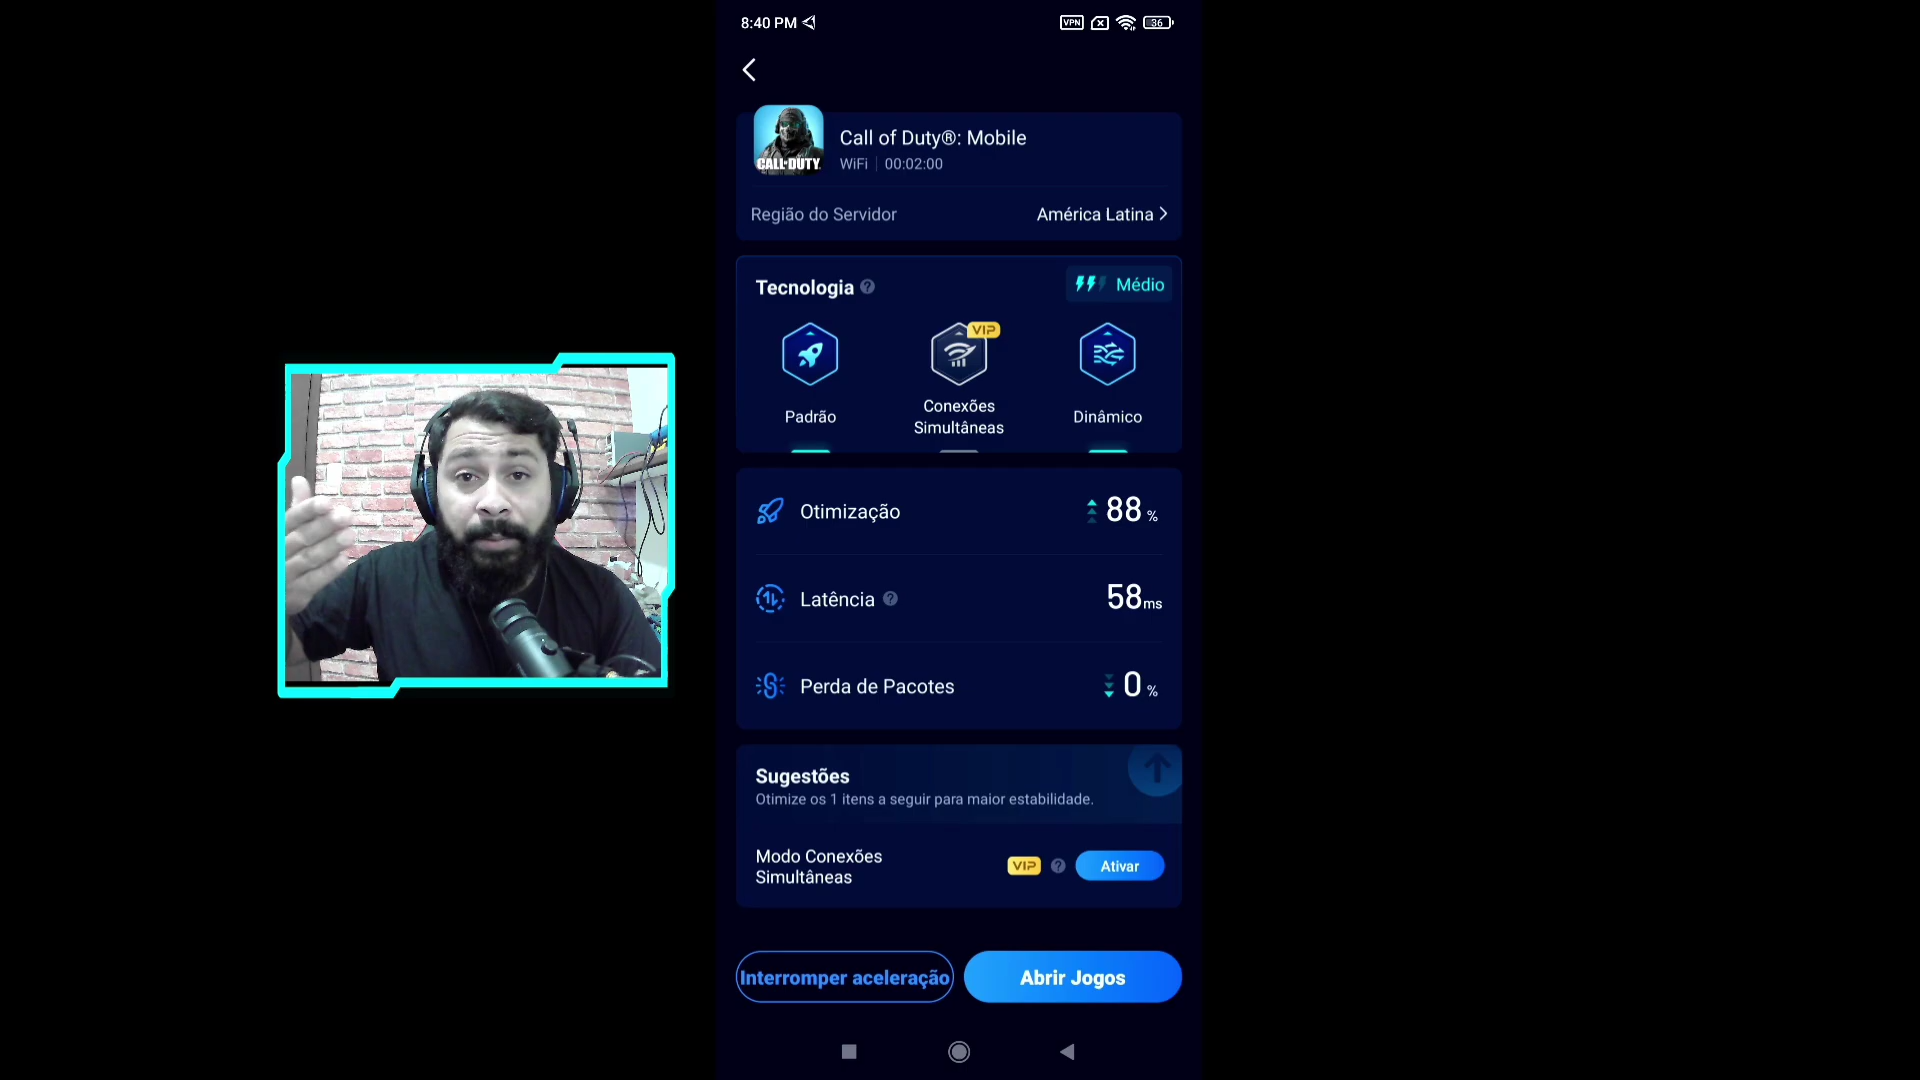 8:40 PM
VPN
36
CALL OF DUTY
Call of Duty®: Mobile
WiFi | 00:02:00
Região do Servidor
América Latina
Tecnologia
Médio
VIP
Padrão
Conexões
Simultâneas
Dinâmico
Otimização
88 %
Latência
58ms
Perda de Pacotes
0 %
Sugestões
Otimize os 1 itens a seguir para maior estabilidade.
Modo Conexões
Simultâneas
VIP
Ativar
Interromper aceleração
Abrir Jogos